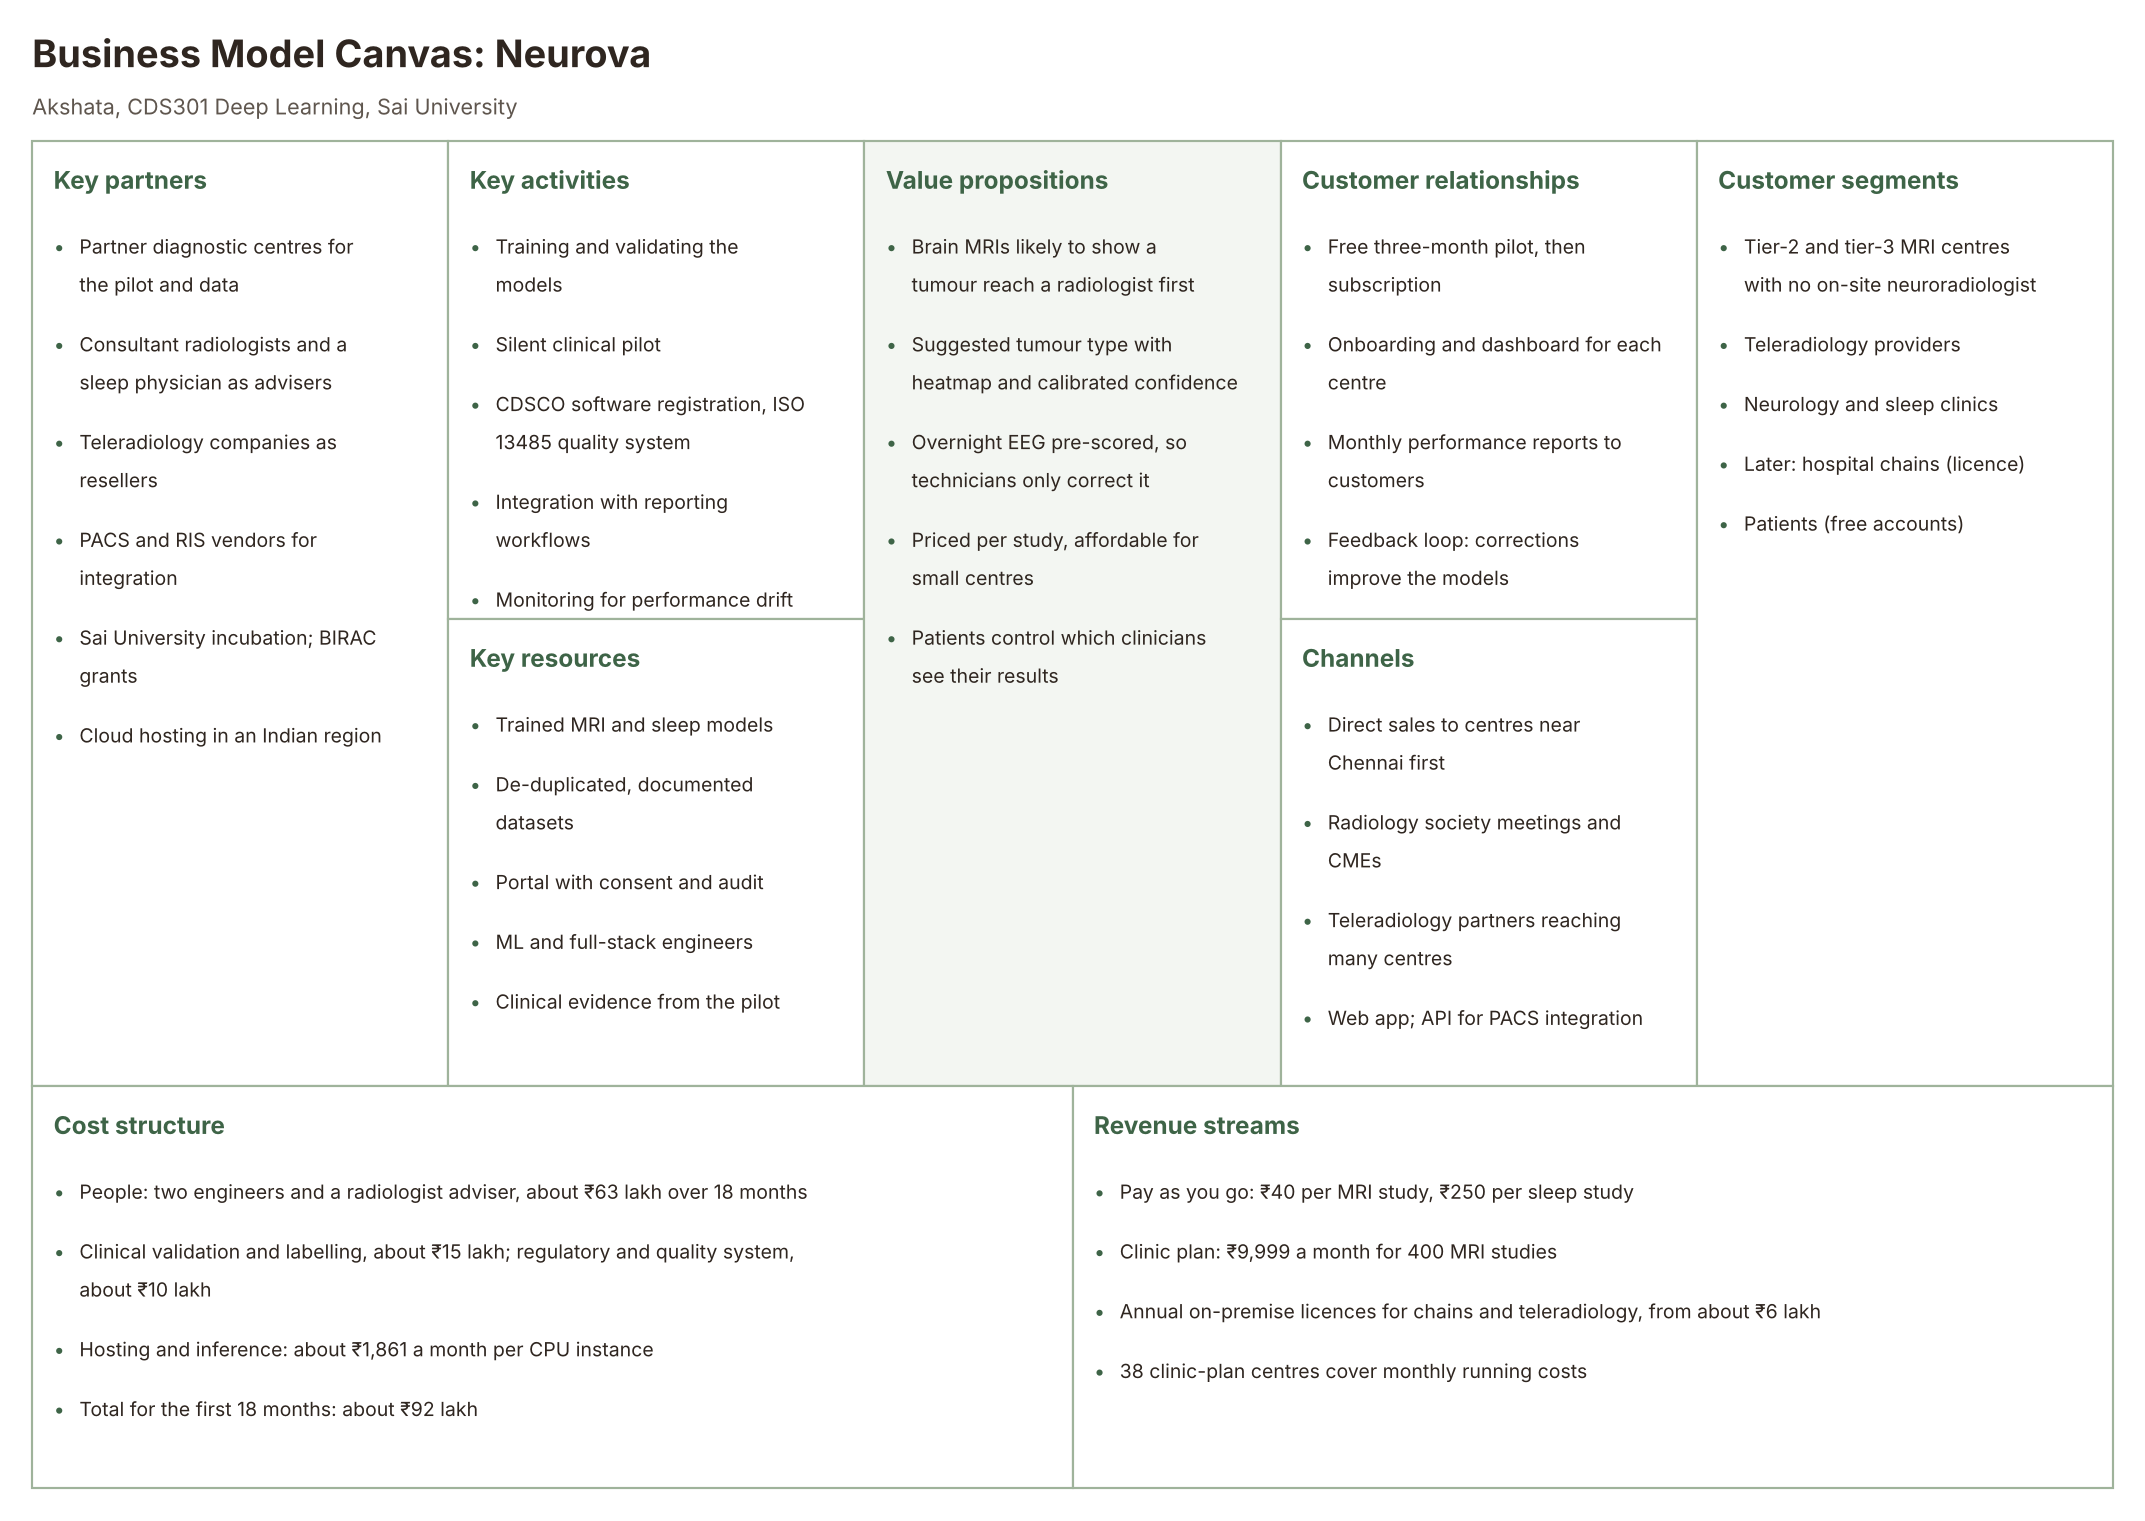 Business Model Canvas: Neurova
Akshata, CDS301 Deep Learning, Sai University
Key partners
• Partner diagnostic centres for
the pilot and data
• Consultant radiologists and a
sleep physician as advisers
• Teleradiology companies as
resellers
• PACS and RIS vendors for
integration
• Sai University incubation; BIRAC
grants
• Cloud hosting in an Indian region
Key activities
• Training and validating the
models
• Silent clinical pilot
• CDSCO software registration, ISO
13485 quality system
• Integration with reporting
workflows
• Monitoring for performance drift
Key resources
• Trained MRI and sleep models
• De-duplicated, documented
datasets
• Portal with consent and audit
• ML and full-stack engineers
• Clinical evidence from the pilot
Value propositions
• Brain MRIs likely to show a
tumour reach a radiologist first
• Suggested tumour type with
heatmap and calibrated confidence
• Overnight EEG pre-scored, so
technicians only correct it
• Priced per study, affordable for
small centres
• Patients control which clinicians
see their results
Customer relationships
• Free three-month pilot, then
subscription
• Onboarding and dashboard for each
centre
• Monthly performance reports to
customers
• Feedback loop: corrections
improve the models
Channels
• Direct sales to centres near
Chennai first
• Radiology society meetings and
CMEs
• Teleradiology partners reaching
many centres
• Web app; API for PACS integration
Customer segments
• Tier-2 and tier-3 MRI centres
with no on-site neuroradiologist
• Teleradiology providers
• Neurology and sleep clinics
• Later: hospital chains (licence)
• Patients (free accounts)
Cost structure
• People: two engineers and a radiologist adviser, about ₹63 lakh over 18 months
• Clinical validation and labelling, about ₹15 lakh; regulatory and quality system,
about ₹10 lakh
• Hosting and inference: about ₹1,861 a month per CPU instance
• Total for the first 18 months: about ₹92 lakh
Revenue streams
• Pay as you go: ₹40 per MRI study, ₹250 per sleep study
• Clinic plan: ₹9,999 a month for 400 MRI studies
• Annual on-premise licences for chains and teleradiology, from about ₹6 lakh
• 38 clinic-plan centres cover monthly running costs